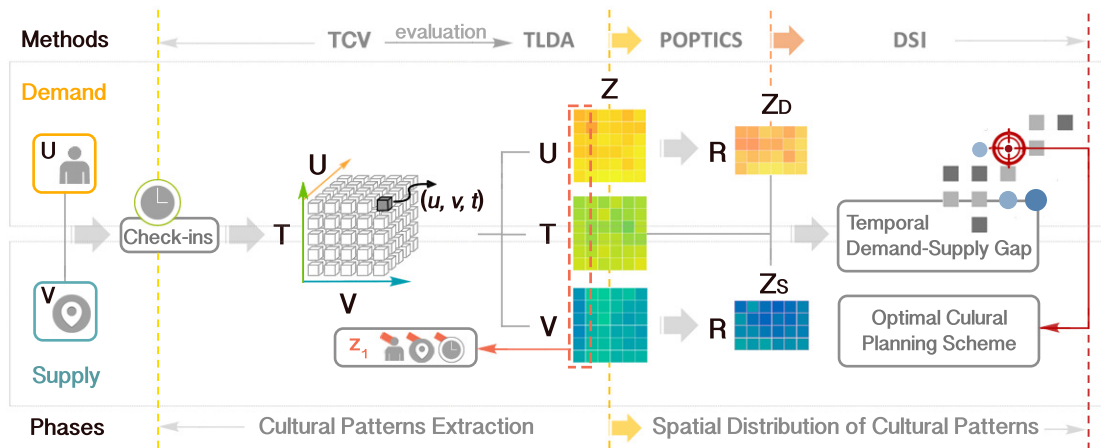 Methods
TCV
evaluation
TLDA
POPTICS
DSI
Demand
U
Check-ins
V
Supply
U
T
V
(u, v, t)
z1
Z
U
T
V
ZD
R
ZS
R
Temporal
Demand-Supply Gap
Optimal Culural
Planning Scheme
Phases
Cultural Patterns Extraction
Spatial Distribution of Cultural Patterns